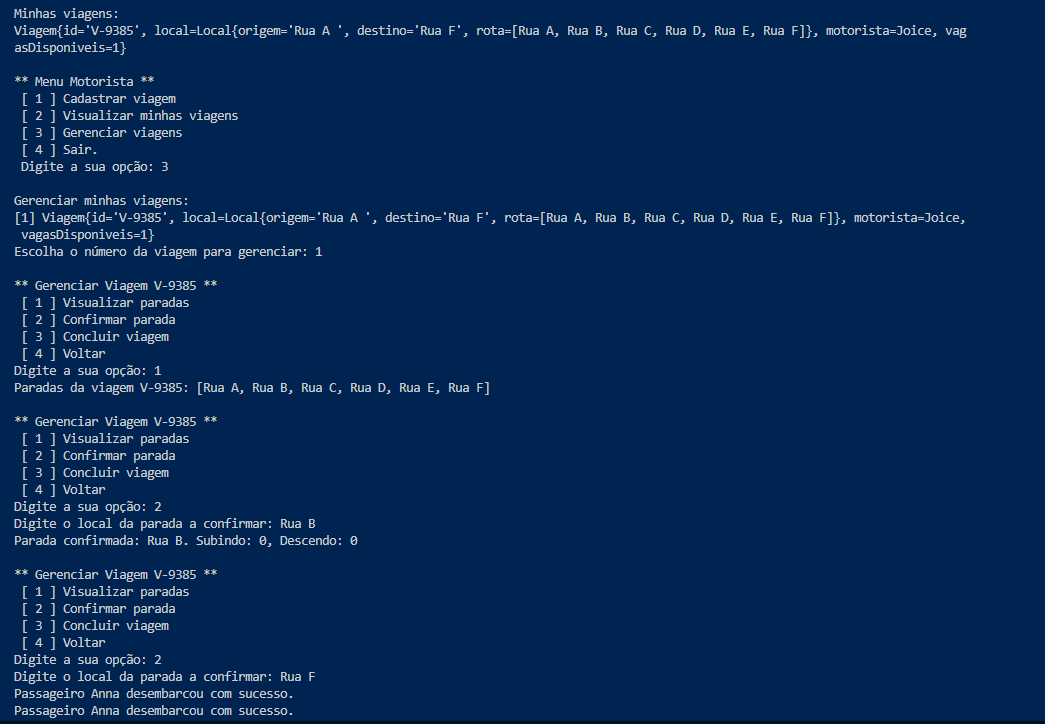 Minhas viagens:
Viagem{id='V-9385', local=Local{origem='Rua A ', destino='Rua F', rota=[Rua A, Rua B, Rua C, Rua D, Rua E, Rua F]}, motorista=Joice, vag
asDisponiveis=1}
** Menu Motorista **
[ 1 ] Cadastrar viagem
[ 2 ] Visualizar minhas viagens
[ 3 ] Gerenciar viagens
[ 4 ] Sair.
Digite a sua opção: 3
Gerenciar minhas viagens:
[1] Viagem{id='V-9385', local=Local{origem='Rua A ', destino='Rua F', rota=[Rua A, Rua B, Rua C, Rua D, Rua E, Rua F]}, motorista=Joice,
vagasDisponiveis=1}
Escolha o número da viagem para gerenciar: 1
** Gerenciar Viagem V-9385 **
[ 1 ] Visualizar paradas
[ 2 ] Confirmar parada
[ 3 ] Concluir viagem
[ 4 ] Voltar
Digite a sua opção: 1
Paradas da viagem V-9385: [Rua A, Rua B, Rua C, Rua D, Rua E, Rua F]
** Gerenciar Viagem V-9385 **
[ 1 ] Visualizar paradas
[ 2 ] Confirmar parada
[ 3 ] Concluir viagem
[ 4 ] Voltar
Digite a sua opção: 2
Digite o local da parada a confirmar: Rua B
Parada confirmada: Rua B. Subindo: 0, Descendo: 0
** Gerenciar Viagem V-9385 **
[ 1 ] Visualizar paradas
[ 2 ] Confirmar parada
[ 3 ] Concluir viagem
[ 4 ] Voltar
Digite a sua opção: 2
Digite o local da parada a confirmar: Rua F
Passageiro Anna desembarcou com sucesso.
Passageiro Anna desembarcou com sucesso.